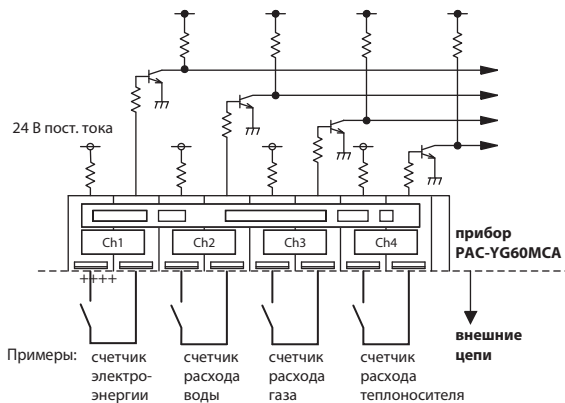 24 В пост. тока
Ch1 Ch2 Ch3 Ch4
прибор
PAC-YG60MCA
++++
внешние
цепи
Примеры: счетчик электро-энергии
счетчик расхода воды
счетчик расхода газа
счетчик расхода теплоносителя